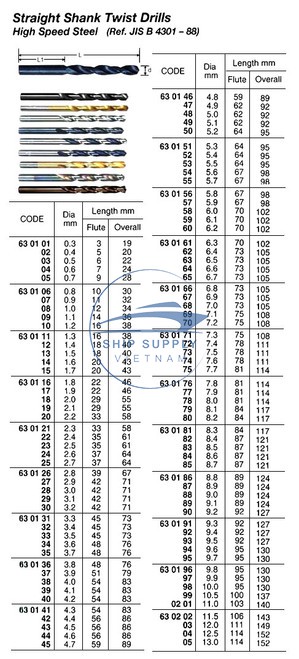 Straight Shank Twist Drills
High Speed Steel (Ref. JIS B 4301 – 88)
L
L1
d
CODE Dia mm Length mm
Flute Overall
63 01 01 0.3 3 19
02 0.4 5 20
03 0.5 6 22
04 0.6 7 24
05 0.7 9 28
63 01 06 0.8 10 30
07 0.9 11 32
08 1.0 12 34
09 1.1 14 36
10 1.2 16 38
63 01 11 1.3 16 38
12 1.4 18 40
13 1.5 18 40
14 1.6 20 43
15 1.7 20 43
63 01 16 1.8 22 46
17 1.9 22 46
18 2.0 29 55
19 2.1 29 55
20 2.2 33 58
63 01 21 2.3 33 58
22 2.4 35 61
23 2.5 35 61
24 2.6 37 64
25 2.7 37 64
63 01 26 2.8 39 67
27 2.9 42 71
28 3.0 42 71
29 3.1 42 71
30 3.2 42 71
63 01 31 3.3 45 73
32 3.4 45 73
33 3.5 45 73
34 3.6 48 76
35 3.7 48 76
63 01 36 3.8 48 76
37 3.9 51 79
38 4.0 54 83
39 4.1 54 83
40 4.2 54 83
63 01 41 4.3 54 83
42 4.4 56 86
43 4.5 56 86
44 4.6 56 86
45 4.7 59 89
CODE Dia mm Length mm
Flute Overall
63 01 46 4.8 59 89
47 4.9 62 92
48 5.0 62 92
49 5.1 62 92
50 5.2 64 95
63 01 51 5.3 64 95
52 5.4 64 95
53 5.5 64 95
54 5.6 67 98
55 5.7 67 98
63 01 56 5.8 67 98
57 5.9 67 98
58 6.0 70 102
59 6.1 70 102
60 6.2 70 102
63 01 61 6.3 70 102
62 6.4 73 105
63 6.5 73 105
64 6.6 73 105
65 6.7 73 105
63 01 66 6.8 73 105
67 6.9 73 105
68 7.0 73 105
69 7.1 75 108
70 7.2 75 108
63 01 71 7.3 75 108
72 7.4 78 111
73 7.5 78 111
74 7.6 78 111
75 7.7 81 114
63 01 76 7.8 81 114
77 7.9 81 114
78 8.0 81 114
79 8.1 84 117
80 8.2 84 117
63 01 81 8.3 84 117
82 8.4 87 121
83 8.5 87 121
84 8.6 87 121
85 8.7 87 121
63 01 86 8.8 89 124
87 8.9 89 124
88 9.0 89 124
89 9.1 89 124
90 9.2 92 127
63 01 91 9.3 92 127
92 9.4 92 127
93 9.5 92 127
94 9.6 95 130
95 9.7 95 130
63 01 96 9.8 95 130
97 9.9 95 130
98 10.0 95 130
99 10.5 100 137
02 01 11.0 103 140
63 02 02 11.5 106 143
03 12.0 111 149
04 12.5 114 152
05 13.0 114 152
SHIP SUPPLY
VIETNAM